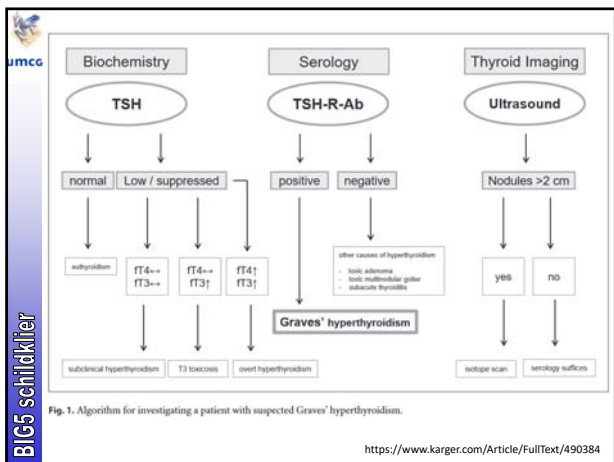 umcg
BIG5 schildklier
Biochemistry
TSH
normal
Low / suppressed
euthyroidism
fT4↔
fT3↔
fT4↔
fT3↑
fT4↑
fT3↑
subclinical hyperthyroidism
T3 toxicosis
overt hyperthyroidism
Serology
TSH-R-Ab
positive
negative
other causes of hyperthyroidism
- toxic adenoma
- toxic multinodular goiter
- subacute thyroiditis
Graves' hyperthyroidism
Thyroid Imaging
Ultrasound
Nodules >2 cm
yes
no
isotope scan
serology suffices
Fig. 1. Algorithm for investigating a patient with suspected Graves' hyperthyroidism.
https://www.karger.com/Article/FullText/490384